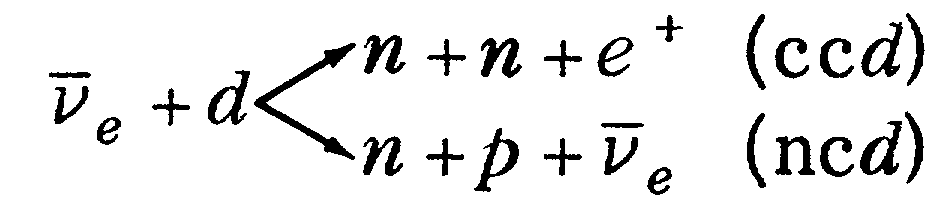 n + n + e⁺ (ccd)
ν̅ₑ + d
n + p + ν̅ₑ (ncd)